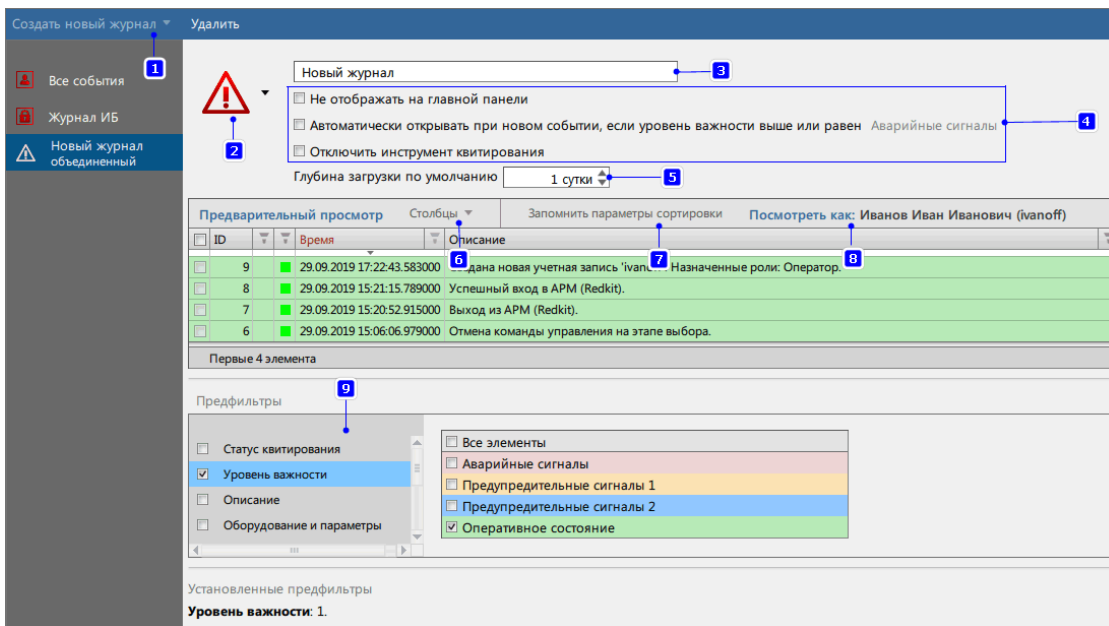 Создать новый журнал Удалить
1
Все события
Журнал ИБ
Новый журнал
объединенный
2
Новый журнал
3
Не отображать на главной панели
Автоматически открывать при новом событии, если уровень важности выше или равен Аварийные сигналы
4
Отключить инструмент квитирования
Глубина загрузки по умолчанию 1 сутки
5
Предварительный просмотр Столбцы Запомнить параметры сортировки Посмотреть как: Иванов Иван Иванович (ivanoff)
6
7
8
ID Время Описание
9 29.09.2019 17:22:43.583000 новая учетная запись Назначенные роли: Оператор.
8 29.09.2019 15:21:15.789000 Успешный вход в АРМ (Redkit).
7 29.09.2019 15:20:52.915000 Выход из АРМ (Redkit).
6 29.09.2019 15:06:06.979000 Отмена команды управления на этапе выбора.
Первые 4 элемента
9
Предфильтры
Статус квитирования
Уровень важности
Описание
Оборудование и параметры
Все элементы
Аварийные сигналы
Предупредительные сигналы 1
Предупредительные сигналы 2
Оперативное состояние
Установленные предфильтры
Уровень важности: 1.